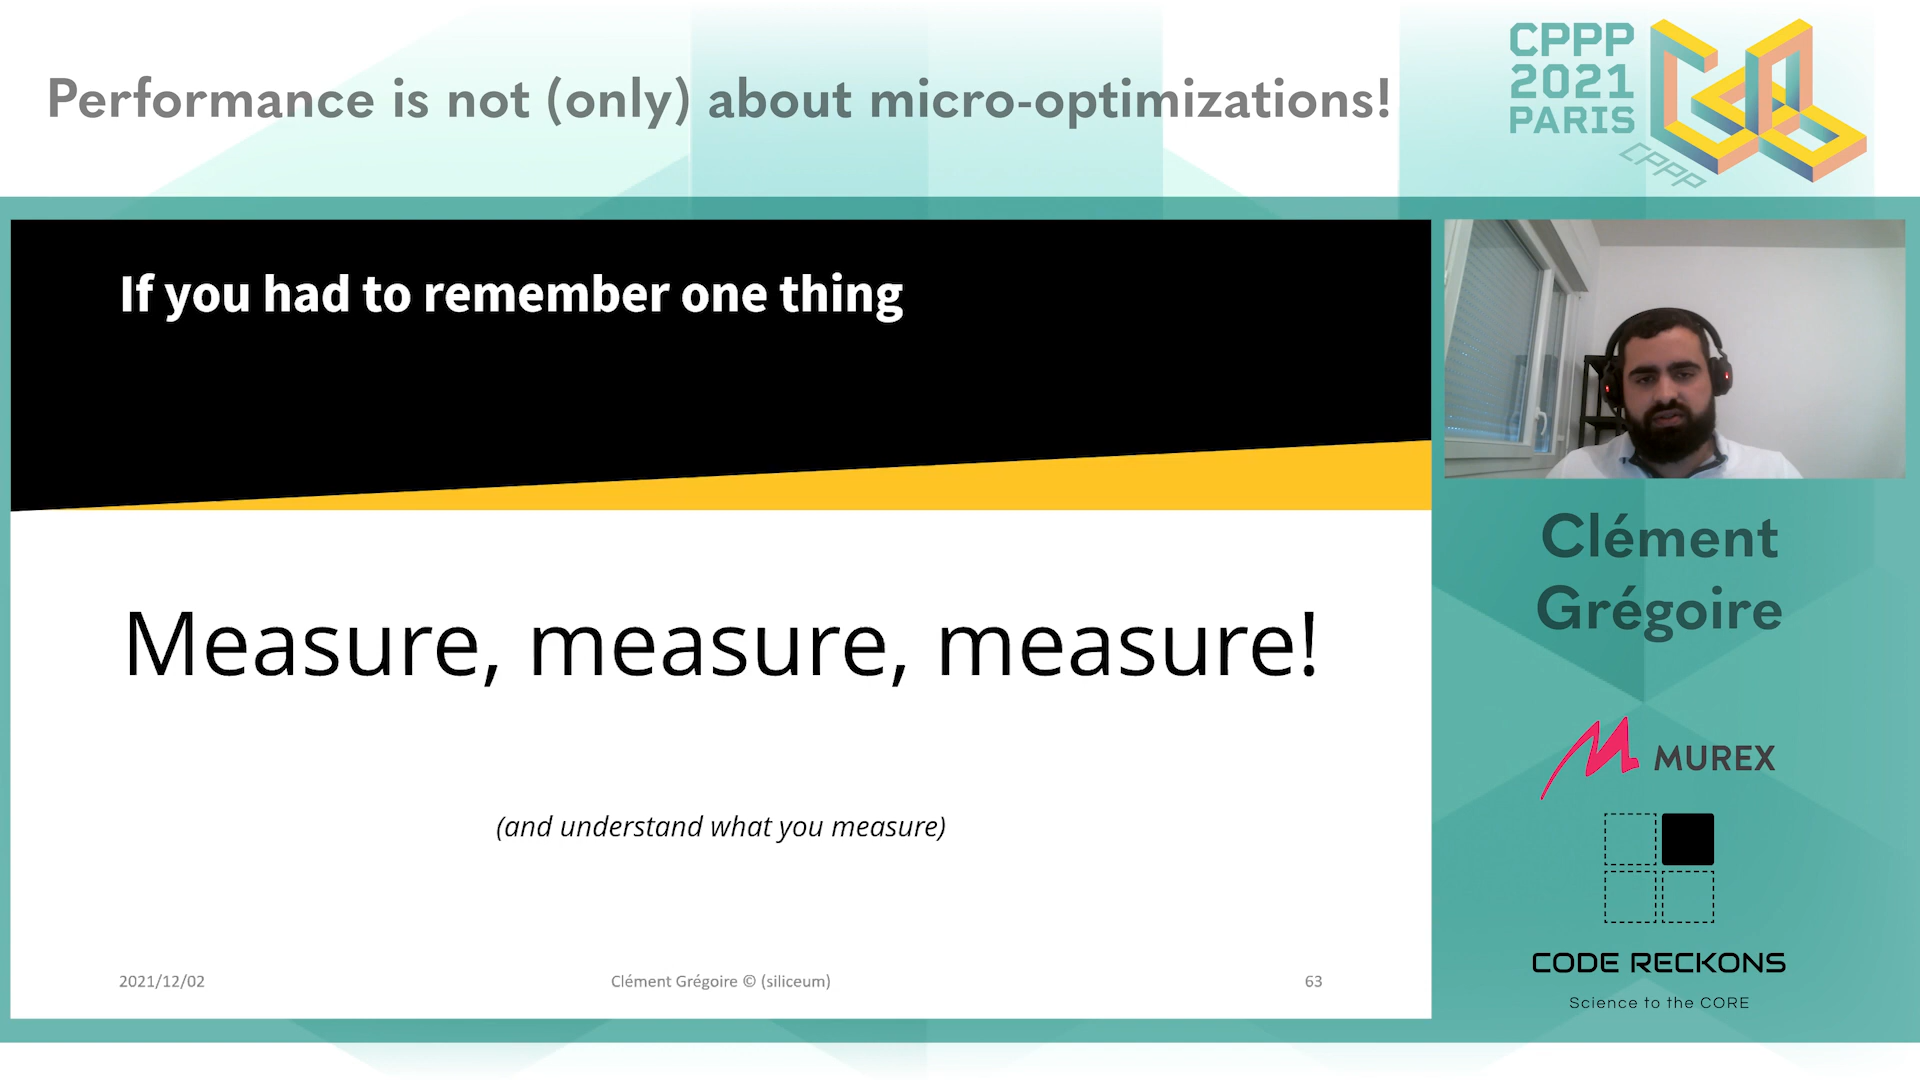 Performance is not (only) about micro-optimizations!
CPPP
2021
PARIS
CPPP
If you had to remember one thing
Measure, measure, measure!
(and understand what you measure)
2021/12/02
Clément Grégoire © (siliceum)
63
Clément
Grégoire
MUREX
CODE RECKONS
Science to the CORE